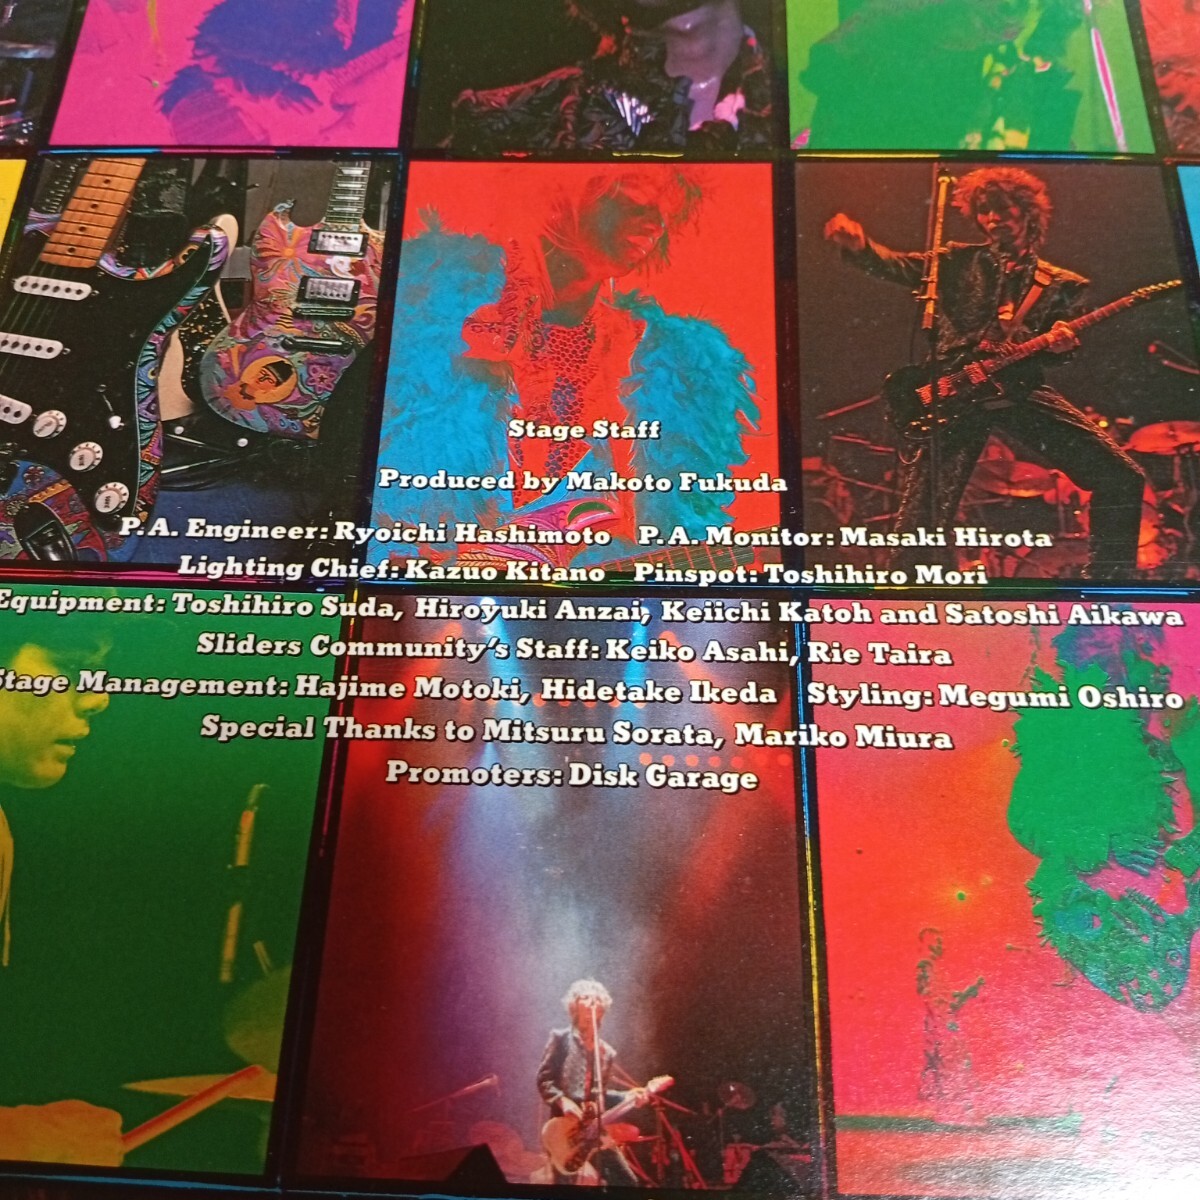 Stage Staff
Produced by Makoto Fukuda
P.A. Engineer: Ryoichi Hashimoto P.A. Monitor: Masaki Hirota
Lighting Chief: Kazuo Kitano Pinspot: Toshihiro Mori
Equipment: Toshihiro Suda, Hiroyuki Anzai, Keiichi Katoh and Satoshi Aikawa
Sliders Community's Staff: Keiko Asahi, Rie Taira
Stage Management: Hajime Motoki, Hidetake Ikeda Styling: Megumi Oshiro
Special Thanks to Mitsuru Sorata, Mariko Miura
Promoters: Disk Garage